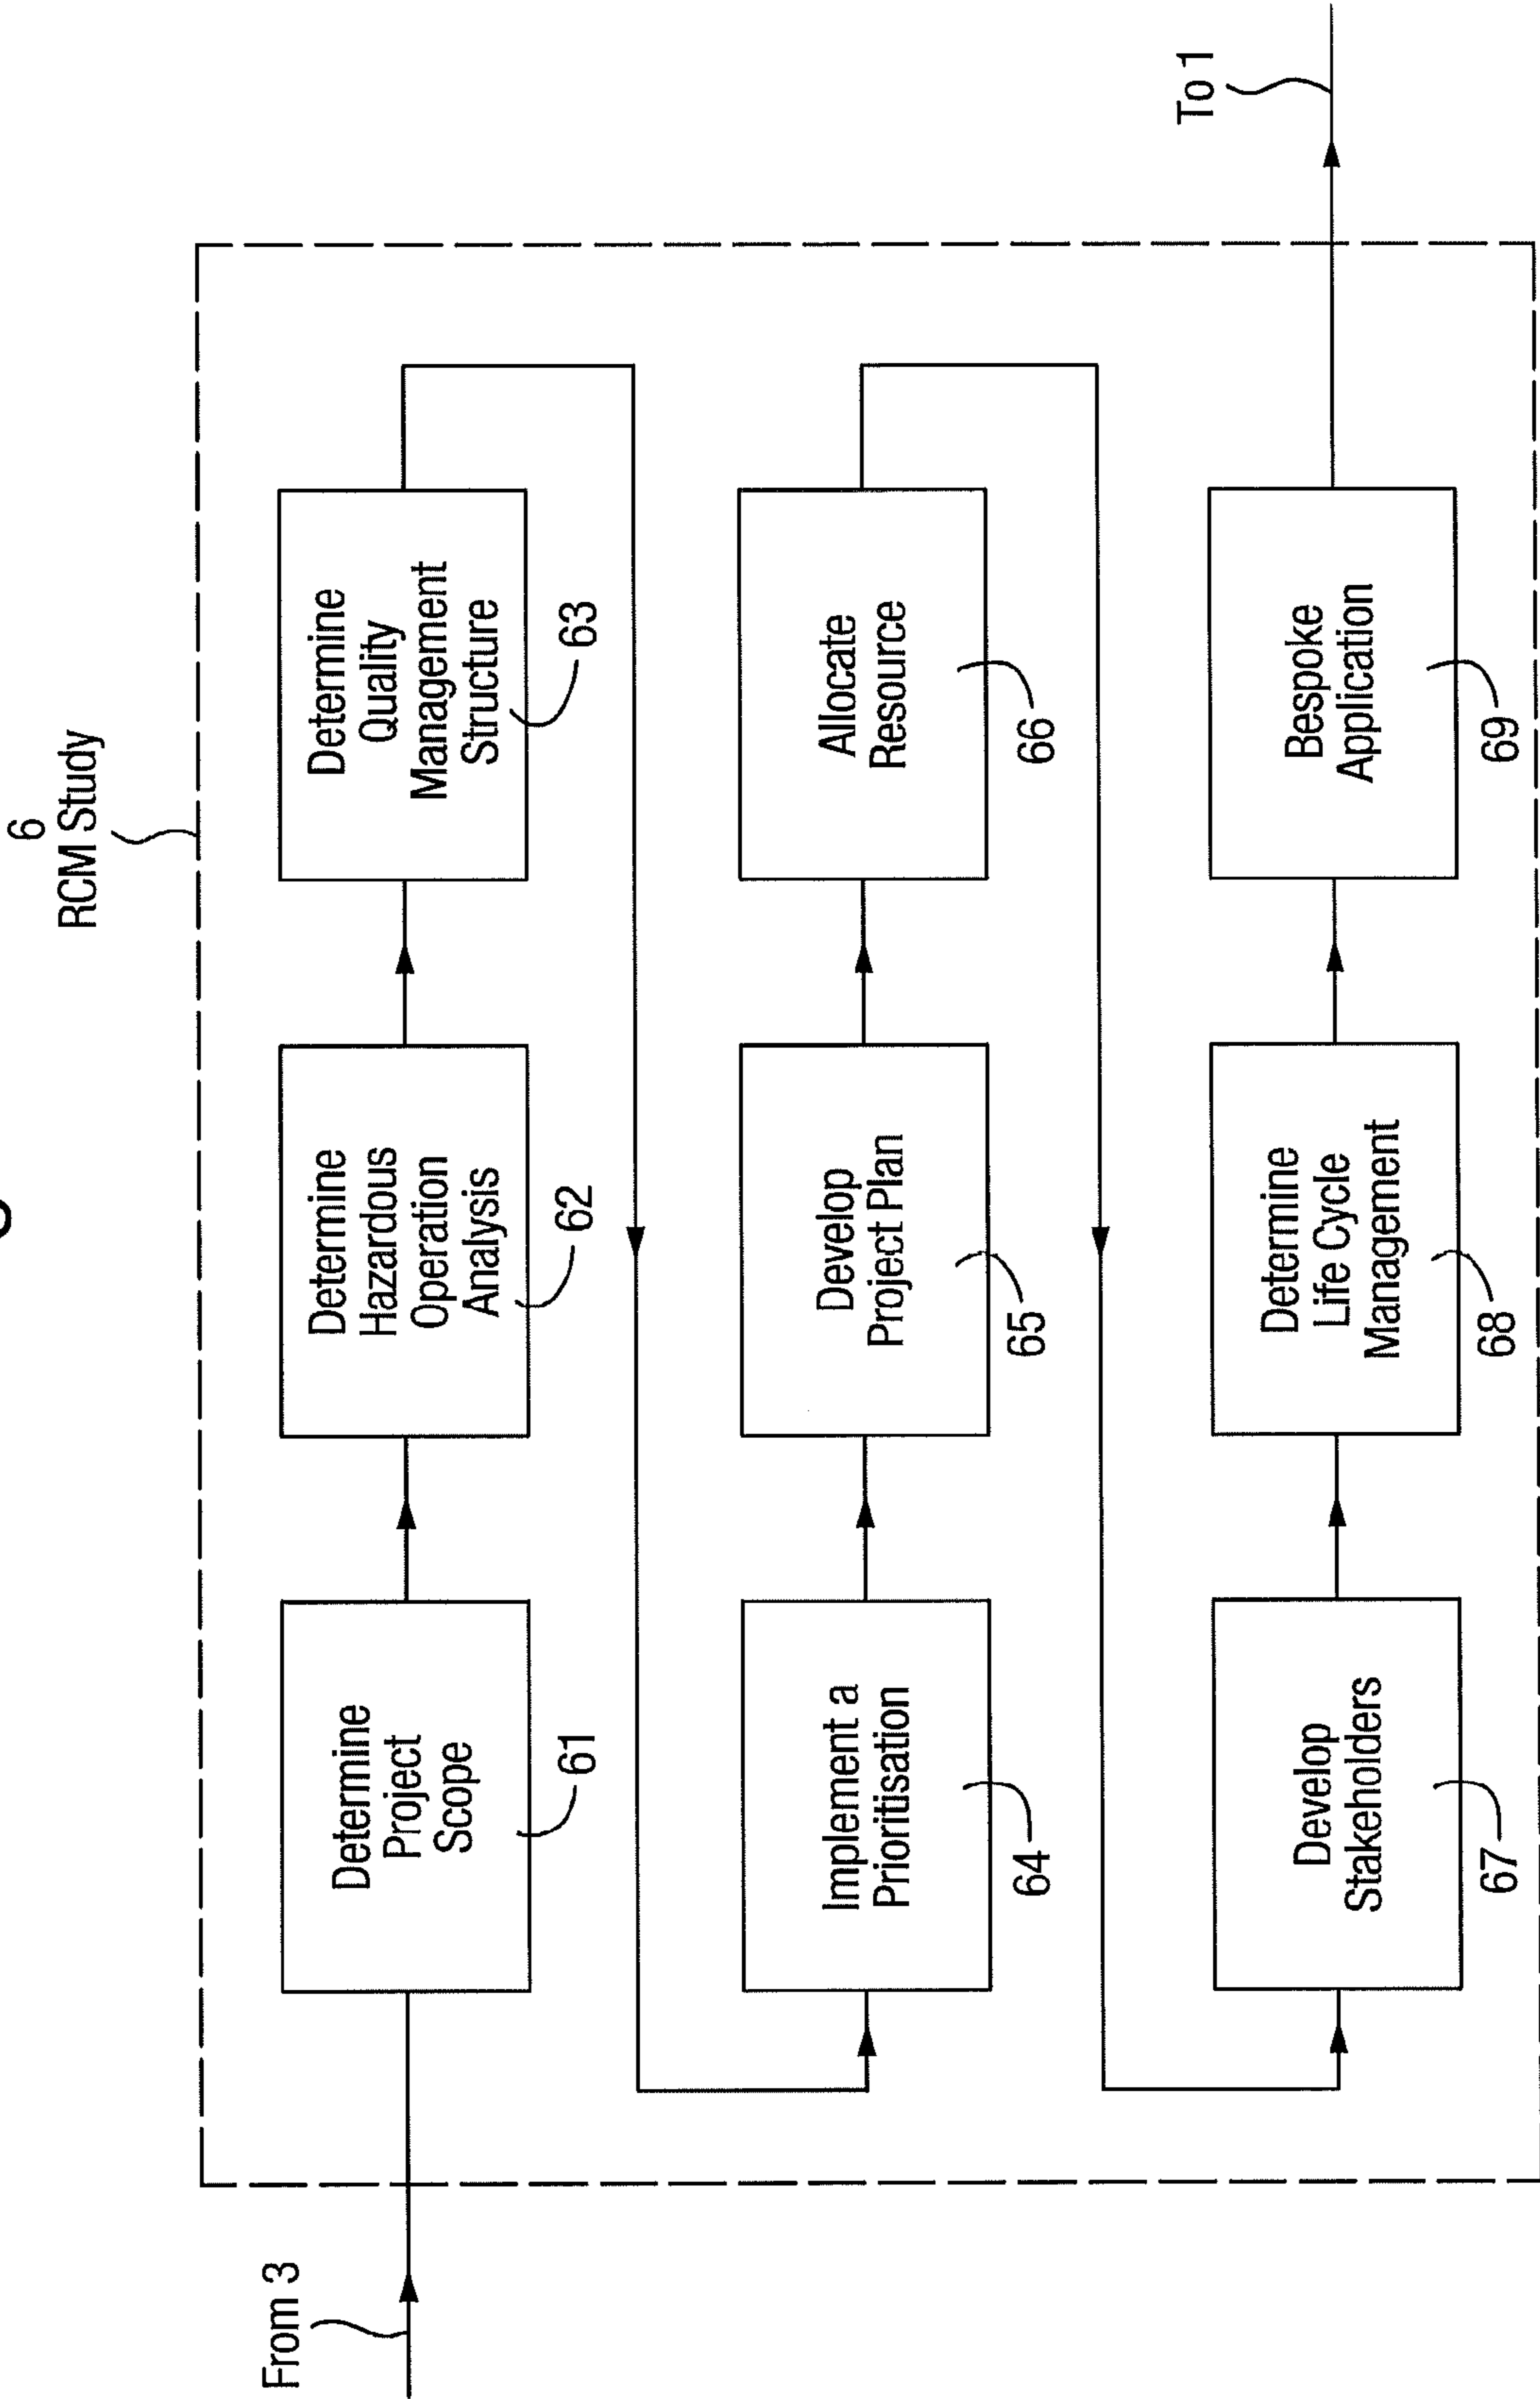 6
RCM Study
From 3
Determine
Project
Scope
61
Determine
Hazardous
Operation
Analysis
62
Determine
Quality
Management
Structure
63
Implement a
Prioritisation
64
Develop
Project Plan
65
Allocate
Resource
66
Develop
Stakeholders
67
Determine
Life Cycle
Management
68
Bespoke
Application
69
To 1